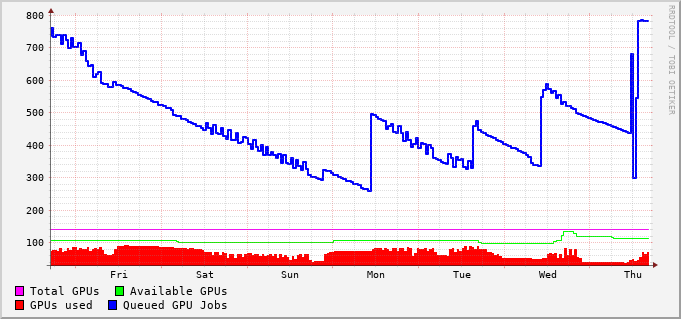 800
700
600
500
400
300
200
100
Fri Sat Sun Mon Tue Wed Thu
Total GPUs Available GPUs
GPUs used Queued GPU Jobs
RRDTOOL / TOBI OETIKER